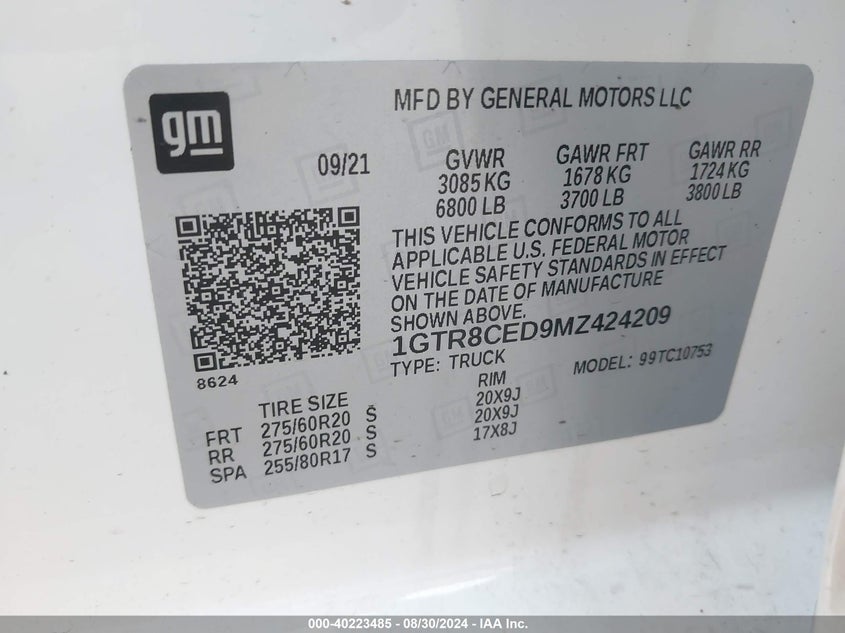 gm
MFD BY GENERAL MOTORS LLC
09/21
GVWR GAWR FRT GAWR RR
3085 KG 1678 KG 1724 KG
6800 LB 3700 LB 3800 LB
THIS VEHICLE CONFORMS TO ALL
APPLICABLE U.S. FEDERAL MOTOR
VEHICLE SAFETY STANDARDS IN EFFECT
ON THE DATE OF MANUFACTURE
SHOWN ABOVE.
1GTR8CED9MZ424209
TYPE: TRUCK MODEL: 99TC10753
8624
TIRE SIZE RIM
FRT 275/60R20 S 20X9J
RR 275/60R20 S 20X9J
SPA 255/80R17 S 17X8J
000-40223485 - 08/30/2024 - IAA Inc.